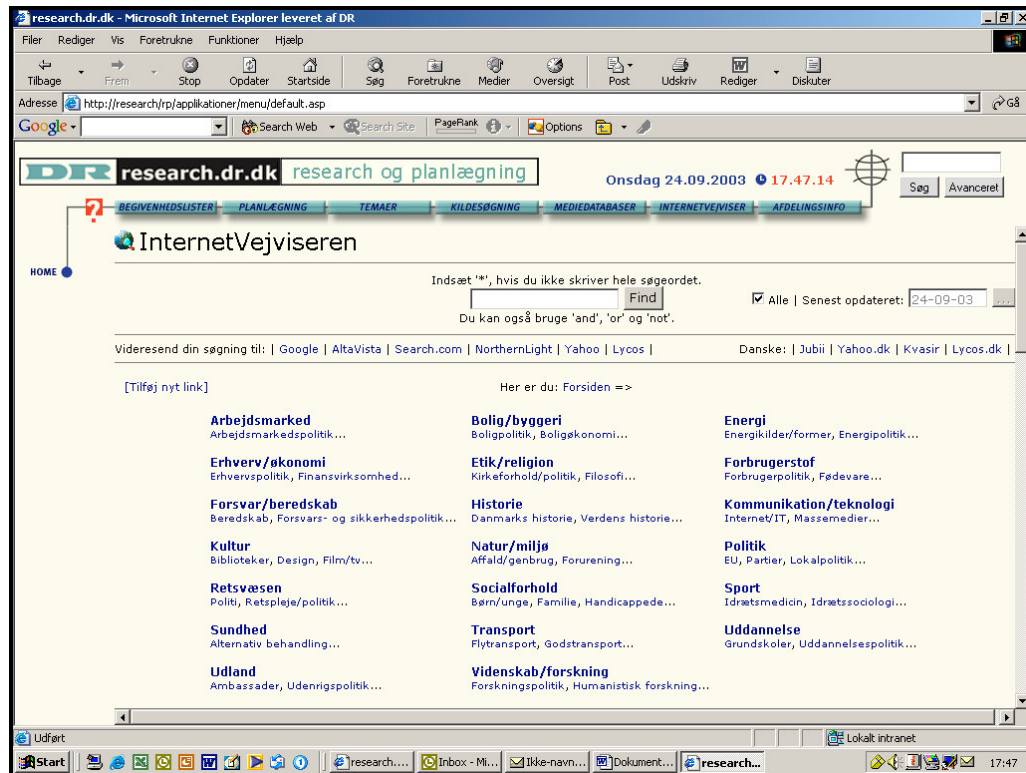 research.dr.dk - Microsoft Internet Explorer leveret af DR
Filer Rediger Vis Foretrukne Funktioner Hjælp
Tilbage Frem Stop Opdater Startside Søg Foretrukne Medier Oversigt Post Udskriv Rediger Diskuter
Adresse http://research/rp/applikationer/menu/default.asp Gå
Google Search Web Search Site PageRank Options
DR research.dr.dk research og planlægning
Onsdag 24.09.2003 17.47.14
Søg Avanceret
BEGIVENHEDSLISTER PLANLÆGNING TEMAER KILDESØGNING MEDIEDATABASER INTERNETVEJVISER AFDELINGSINFO
InternetVejviseren
HOME
Indsæt '*', hvis du ikke skriver hele søgeordet.
Find
Alle | Senest opdateret: 24-09-03 ...
Du kan også bruge 'and', 'or' og 'not'.
Videresend din søgning til: | Google | AltaVista | Search.com | NorthernLight | Yahoo | Lycos | Danske: | Jubii | Yahoo.dk | Kvasir | Lycos.dk |
[Tilføj nyt link] Her er du: Forsiden =>
Arbejdsmarked Bolig/byggeri Energi
Arbejdsmarkedspolitik... Boligpolitik, Boligøkonomi... Energikilder/former, Energipolitik...
Erhverv/økonomi Etik/religion Forbrugerstof
Erhvervspolitik, Finansvirksomhed... Kirkeforhold/politik, Filosofi... Forbrugerpolitik, Fødevare...
Forsvar/beredskab Historie Kommunikation/teknologi
Beredskab, Forsvars- og sikkerhedspolitik... Danmarks historie, Verdens historie... Internet/IT, Massemedier...
Kultur Natur/miljø Politik
Biblioteker, Design, Film/tv... Affald/genbrug, Forurening... EU, Partier, Lokalpolitik...
Retsvæsen Socialforhold Sport
Politi, Retspleje/politik... Børn/unge, Familie, Handicappede... Idrætsmedicin, Idrætssociologi...
Sundhed Transport Uddannelse
Alternativ behandling... Flytransport, Godstransport... Grundskoler, Uddannelsespolitik...
Udland Videnskab/forskning
Ambassader, Udenrigspolitik... Forskningspolitik, Humanistisk forskning...
Udført Lokalt intranet
Start research.... Inbox - Mi... Ikke-navn... Dokument... research... 17:47